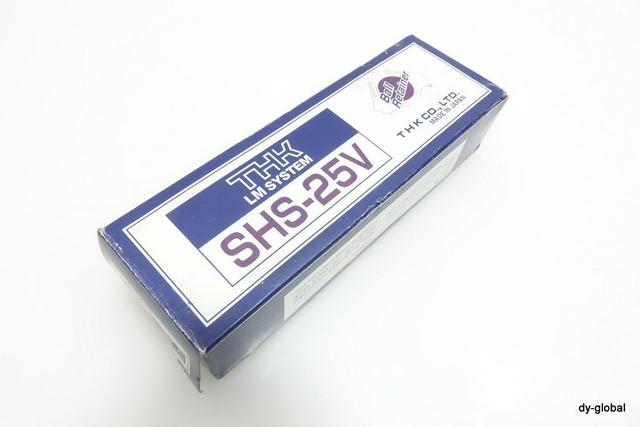 THK
LM SYSTEM
SHS-25V
Ball
Retainer
THK CO., LTD.
MADE IN JAPAN
dy-global